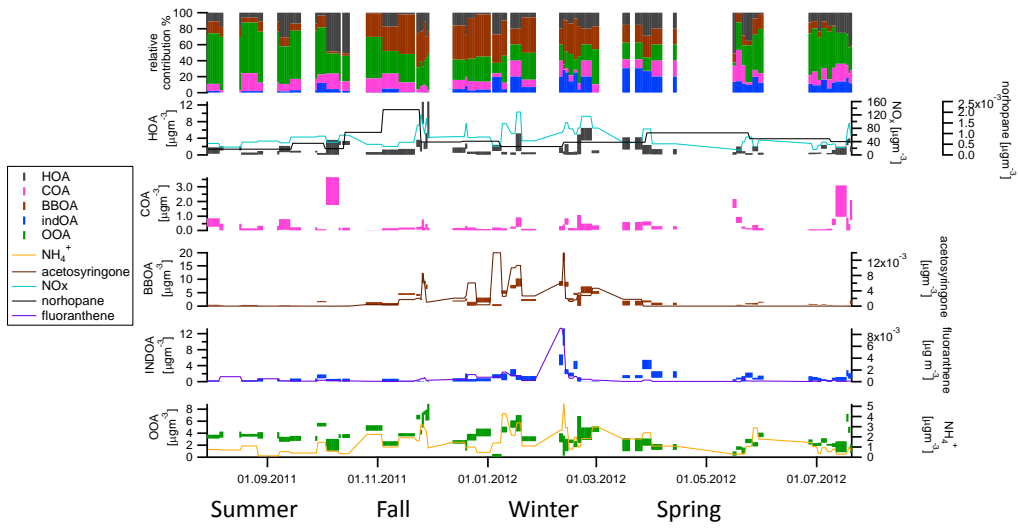 relative
contribution %
100
80
60
40
20
0
HOA
[µgm⁻³]
12
8
4
0
160
120
80
40
0
NOₓ [µgm⁻³]
2.5x10⁻³
2.0
1.5
1.0
0.5
0.0
norhopane [µgm⁻³]
HOA
COA
BBOA
indOA
OOA
NH₄⁺
acetosyringone
NOx
norhopane
fluoranthene
COA
[µgm⁻³]
3.0
2.0
1.0
0.0
BBOA
[µgm⁻³]
20
15
10
5
0
12x10⁻³
8
4
0
acetosyringone
[µgm⁻³]
INDOA
[µgm⁻³]
12
8
4
0
8x10⁻³
6
4
2
0
fluoranthene
[µg m⁻³]
OOA
[µgm⁻³]
8
6
4
2
0
5
4
3
2
1
0
NH₄⁺
[µgm⁻³]
01.09.2011 01.11.2011 01.01.2012 01.03.2012 01.05.2012 01.07.2012
Summer Fall Winter Spring